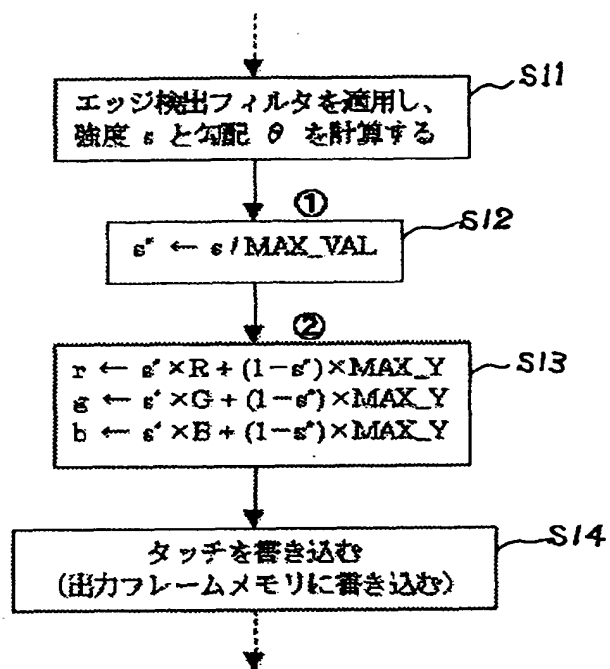 S11
エッジ検出フィルタを適用し、
強度 s と勾配 θ を計算する
①
S12
s' ← s / MAX_VAL
②
S13
r ← s' ×R + (1−s')×MAX_Y
g ← s' ×G + (1−s')×MAX_Y
b ← s' ×B + (1−s')×MAX_Y
S14
タッチを書き込む
(出力フレームメモリに書き込む)